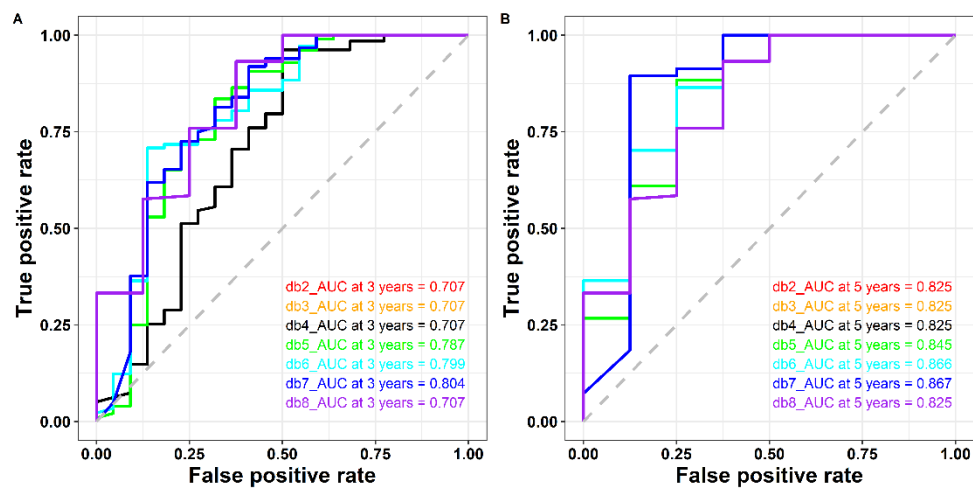 A
True positive rate
1.00
0.75
0.50
0.25
0.00
db2_AUC at 3 years = 0.707
db3_AUC at 3 years = 0.707
db4_AUC at 3 years = 0.707
db5_AUC at 3 years = 0.787
db6_AUC at 3 years = 0.799
db7_AUC at 3 years = 0.804
db8_AUC at 3 years = 0.707
0.00 0.25 0.50 0.75 1.00
False positive rate
B
True positive rate
1.00
0.75
0.50
0.25
0.00
db2_AUC at 5 years = 0.825
db3_AUC at 5 years = 0.825
db4_AUC at 5 years = 0.825
db5_AUC at 5 years = 0.845
db6_AUC at 5 years = 0.866
db7_AUC at 5 years = 0.867
db8_AUC at 5 years = 0.825
0.00 0.25 0.50 0.75 1.00
False positive rate